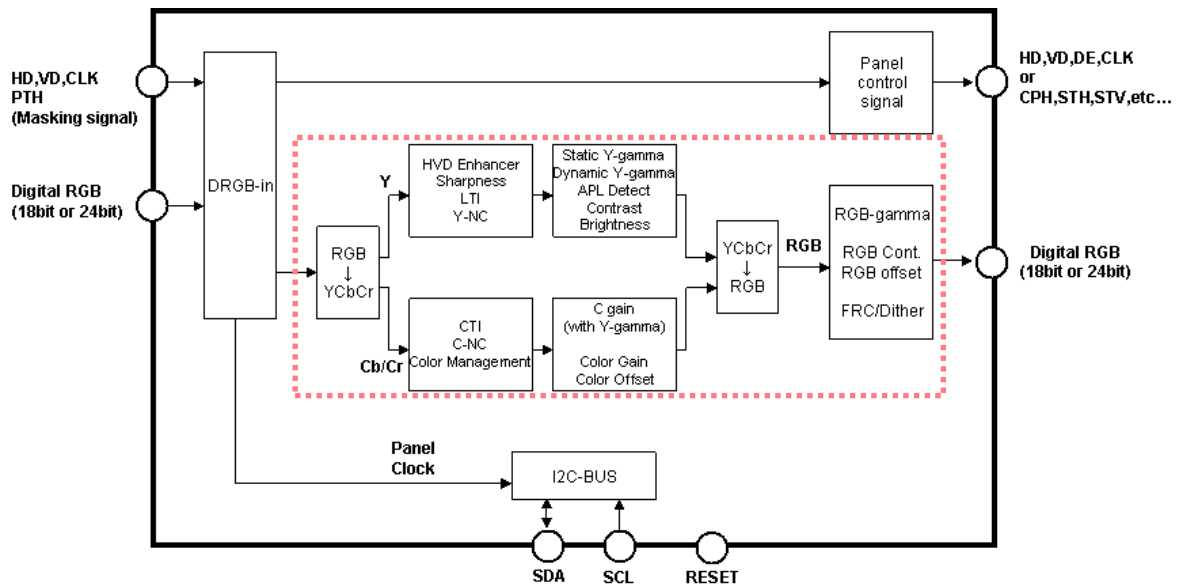 HD,VD,CLK
PTH
(Masking signal)
Digital RGB
(18bit or 24bit)
DRGB-in
Panel
control
signal
HD,VD,DE,CLK
or
CPH,STH,STV,etc...
RGB
↓
YCbCr
Y
HVD Enhancer
Sharpness
LTI
Y-NC
Static Y-gamma
Dynamic Y-gamma
APL Detect
Contrast
Brightness
Cb/Cr
CTI
C-NC
Color Management
C gain
(with Y-gamma)
Color Gain
Color Offset
YCbCr
↓
RGB
RGB
RGB-gamma
RGB Cont.
RGB offset
FRC/Dither
Digital RGB
(18bit or 24bit)
Panel
Clock
I2C-BUS
SDA
SCL
RESET